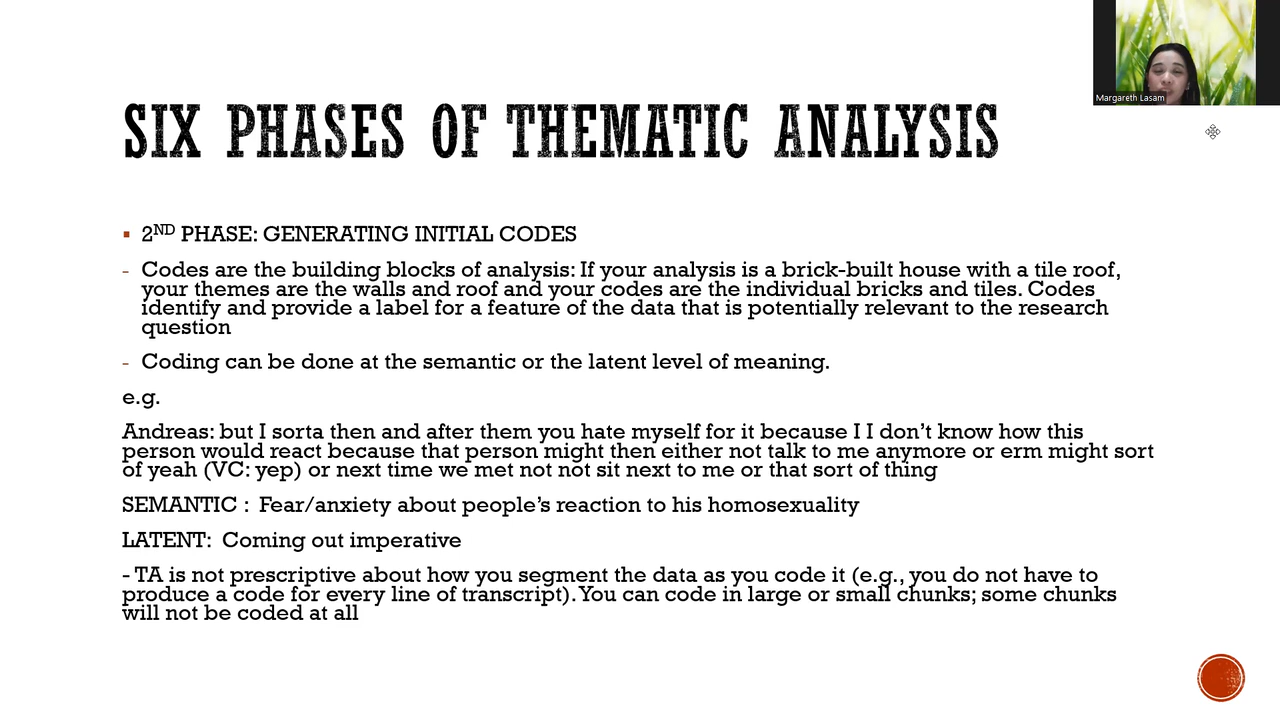 Margareth Lasam
SIX PHASES OF THEMATIC ANALYSIS
▪ 2ND PHASE: GENERATING INITIAL CODES
- Codes are the building blocks of analysis: If your analysis is a brick-built house with a tile roof,
your themes are the walls and roof and your codes are the individual bricks and tiles. Codes
identify and provide a label for a feature of the data that is potentially relevant to the research
question
- Coding can be done at the semantic or the latent level of meaning.
e.g.
Andreas: but I sorta then and after them you hate myself for it because I I don’t know how this
person would react because that person might then either not talk to me anymore or erm might sort
of yeah (VC: yep) or next time we met not not sit next to me or that sort of thing
SEMANTIC : Fear/anxiety about people’s reaction to his homosexuality
LATENT: Coming out imperative
- TA is not prescriptive about how you segment the data as you code it (e.g., you do not have to
produce a code for every line of transcript). You can code in large or small chunks; some chunks
will not be coded at all